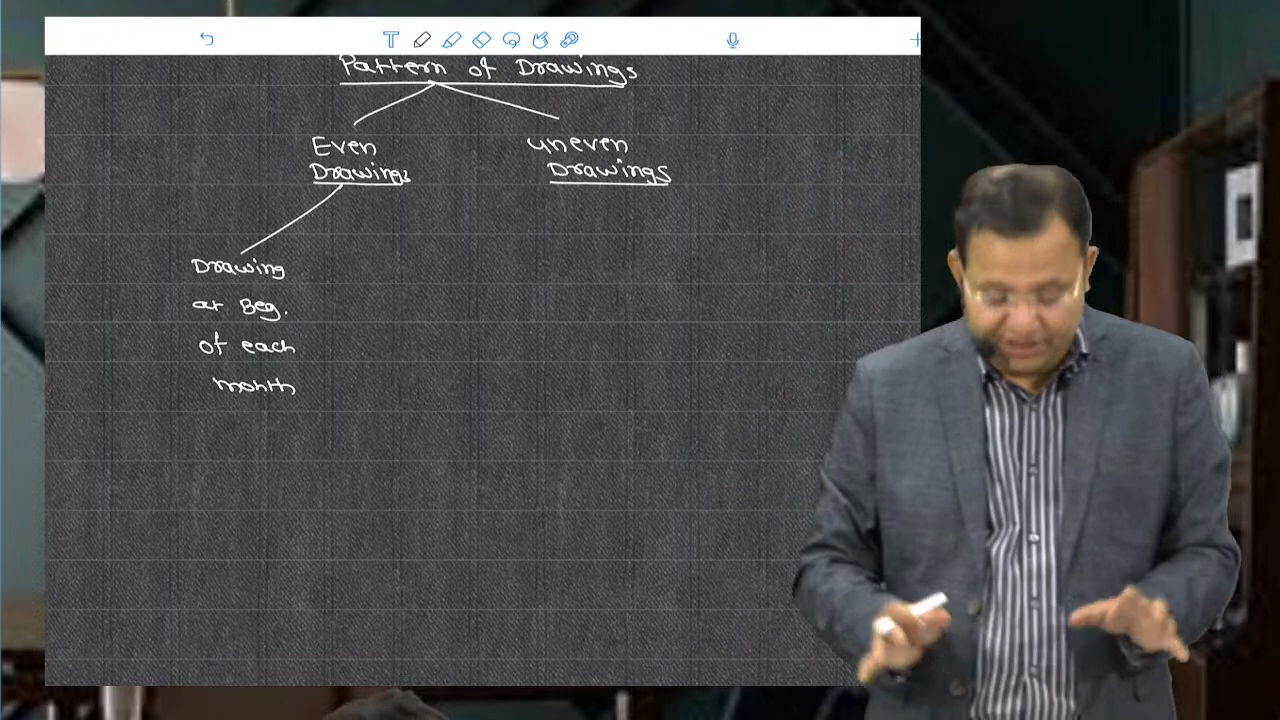 Pattern of Drawings
Even
Drawings
uneven
Drawings
Drawing
at Beg.
of each
month